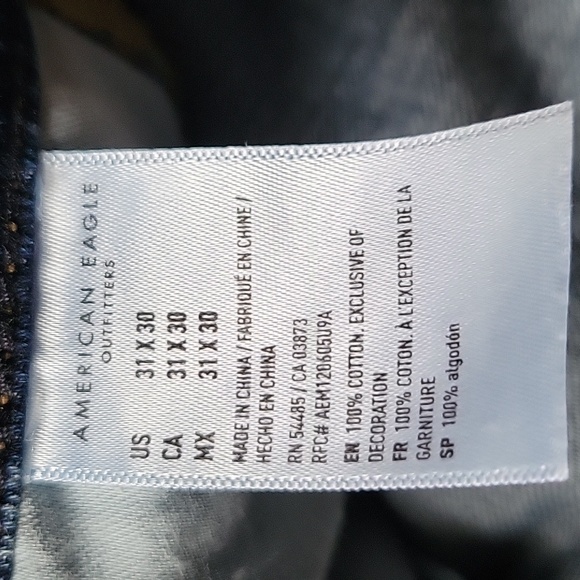 AMERICAN EAGLE
OUTFITTERS
US 31 X 30
CA 31 X 30
MX 31 X 30
MADE IN CHINA / FABRIQUÉ EN CHINE /
HECHO EN CHINA
RN 54485 / CA 03873
RPC# AEM120605U9A
EN 100% COTTON. EXCLUSIVE OF
DECORATION
FR 100% COTON. À L'EXCEPTION DE LA
GARNITURE
SP 100% algodón